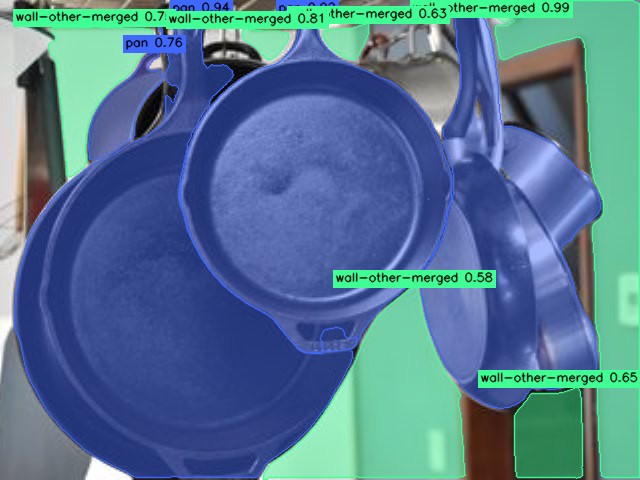 pan 0.94
wall-other-merged 0.99
wall-other-merged 0.7
wall-other-merged 0.81
other-merged 0.63
pan 0.76
wall-other-merged 0.58
wall-other-merged 0.65